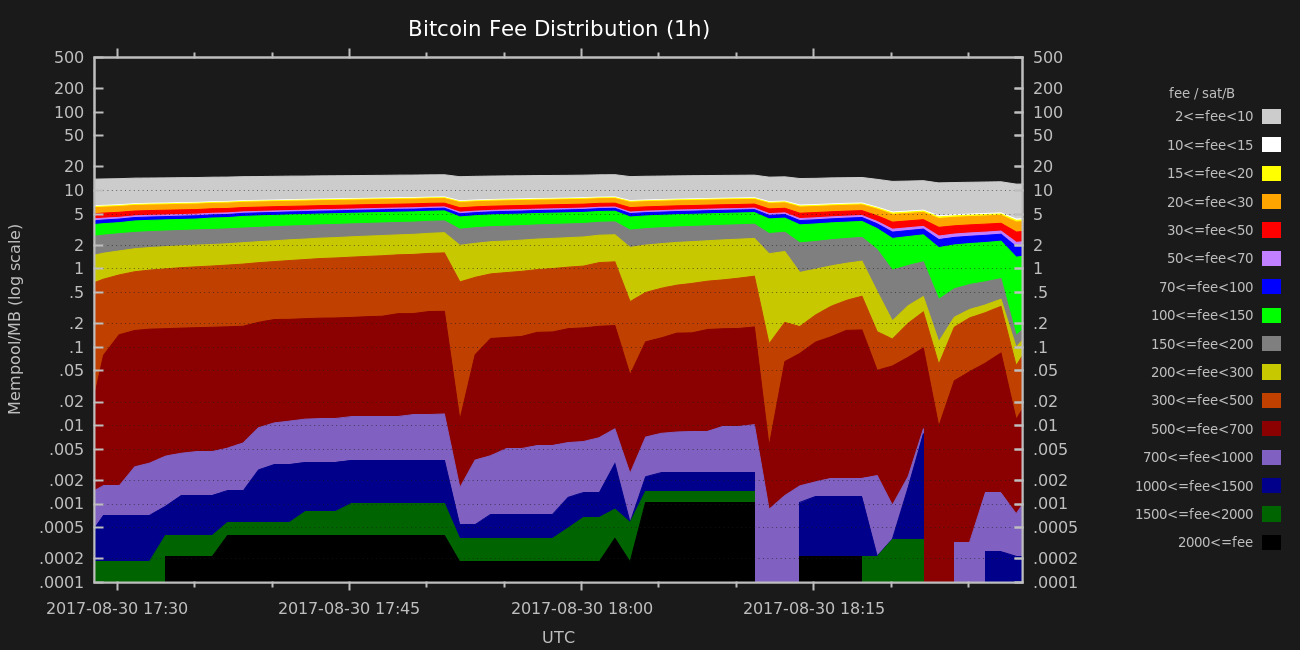 Bitcoin Fee Distribution (1h)
500 500
200 200
100 100
50 50
20 20
10 10
5 5
2 2
1 1
.5 .5
.2 .2
.1 .1
.05 .05
.02 .02
.01 .01
.005 .005
.002 .002
.001 .001
.0005 .0005
.0002 .0002
.0001 .0001
Mempool/MB (log scale)
2017-08-30 17:30 2017-08-30 17:45 2017-08-30 18:00 2017-08-30 18:15
UTC
fee / sat/B
2<=fee<10
10<=fee<15
15<=fee<20
20<=fee<30
30<=fee<50
50<=fee<70
70<=fee<100
100<=fee<150
150<=fee<200
200<=fee<300
300<=fee<500
500<=fee<700
700<=fee<1000
1000<=fee<1500
1500<=fee<2000
2000<=fee